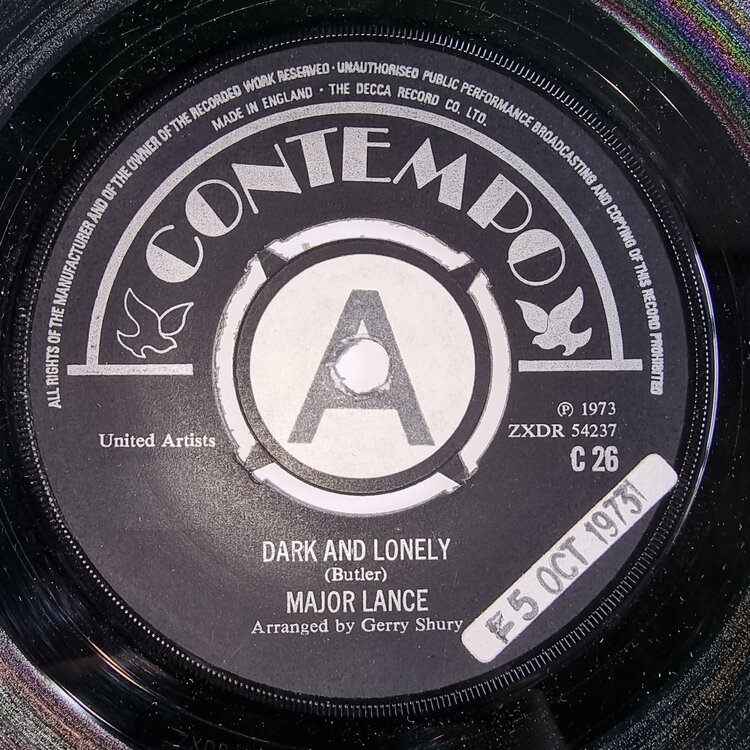 ALL RIGHTS OF THE MANUFACTURER AND OF THE OWNER OF THE RECORDED WORK RESERVED · UNAUTHORISED PUBLIC PERFORMANCE BROADCASTING AND COPYING OF THIS RECORD PROHIBITED
MADE IN ENGLAND · THE DECCA RECORD CO. LTD.
CONTEMPO
A
℗ 1973
United Artists
ZXDR 54237
C 26
DARK AND LONELY
(Butler)
MAJOR LANCE
Arranged by Gerry Shury
5 OCT 1973